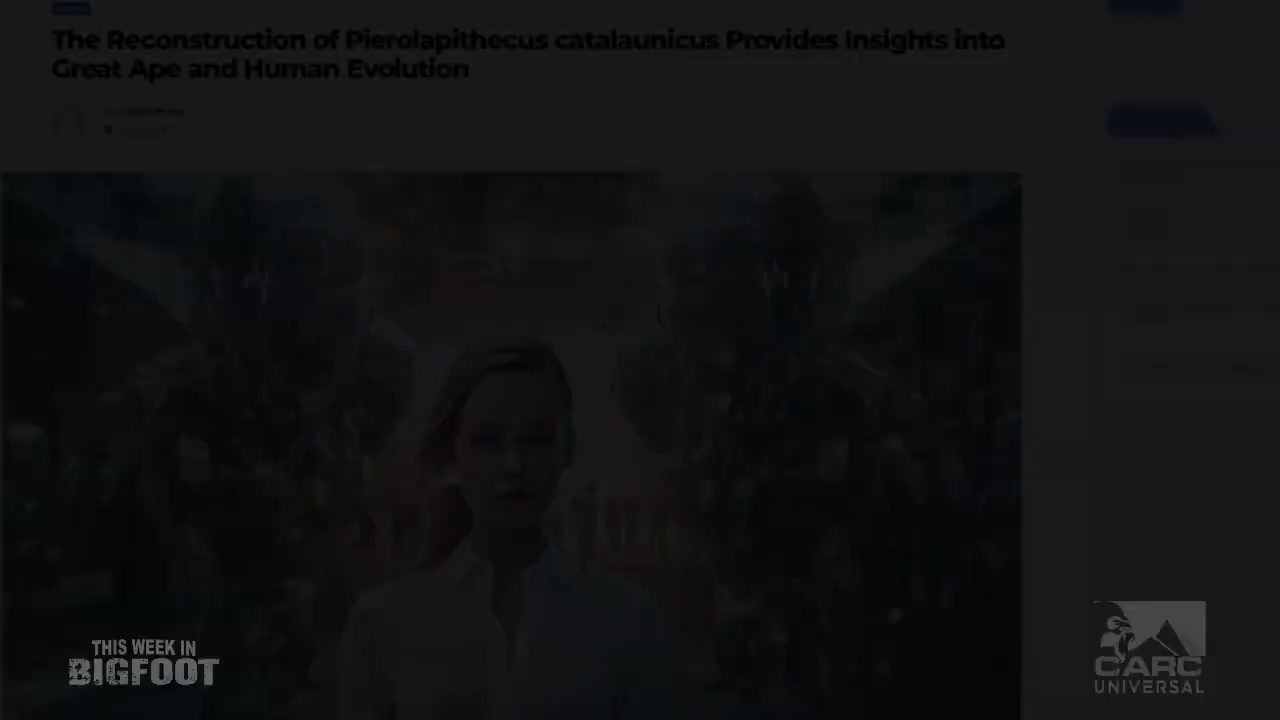 The Reconstruction of Pierolapithecus catalaunicus Provides Insights into
Great Ape and Human Evolution
THIS WEEK IN
BIGFOOT
CARC
UNIVERSAL